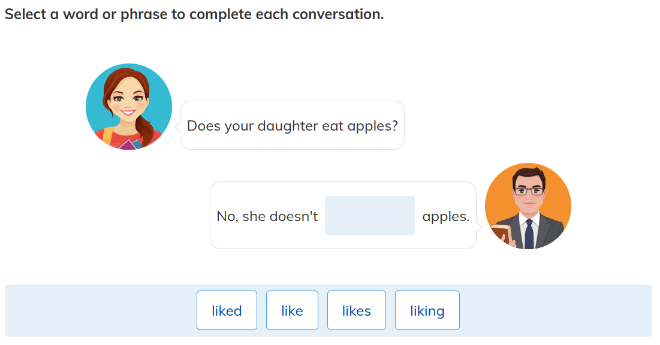 Select a word or phrase to complete each conversation.
Does your daughter eat apples?
No, she doesn't apples.
liked like likes liking